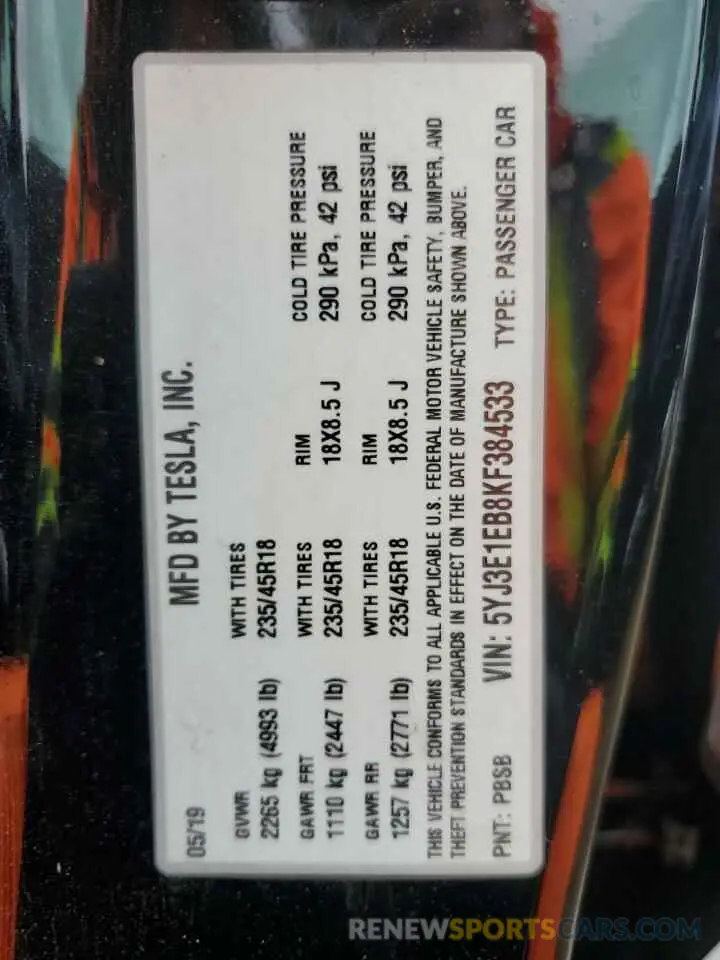 MFD BY TESLA, INC.
05/19
GVWR WITH TIRES
2265 kg (4993 lb) 235/45R18
GAWR FRT WITH TIRES RIM COLD TIRE PRESSURE
1110 kg (2447 lb) 235/45R18 18X8.5 J 290 kPa, 42 psi
GAWR RR WITH TIRES RIM COLD TIRE PRESSURE
1257 kg (2771 lb) 235/45R18 18X8.5 J 290 kPa, 42 psi
THIS VEHICLE CONFORMS TO ALL APPLICABLE U.S. FEDERAL MOTOR VEHICLE SAFETY, BUMPER, AND
THEFT PREVENTION STANDARDS IN EFFECT ON THE DATE OF MANUFACTURE SHOWN ABOVE.
PNT: PBSB VIN: 5YJ3E1EB8KF384533 TYPE: PASSENGER CAR
RENEWSPORTSCARS.COM